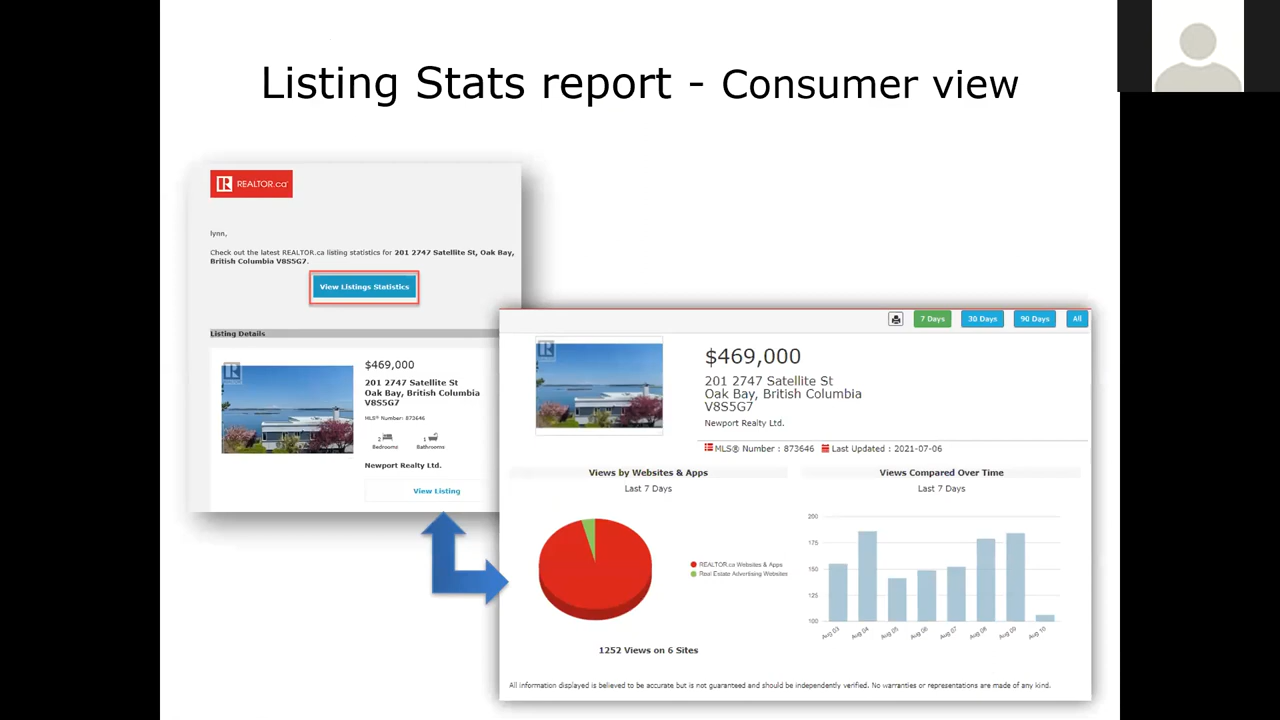 Listing Stats report - Consumer view
REALTOR.ca®
lynn,
Check out the latest REALTOR.ca listing statistics for 201 2747 Satellite St, Oak Bay,
British Columbia V8S5G7.
View Listings Statistics
Listing Details
$469,000
201 2747 Satellite St
Oak Bay, British Columbia
V8S5G7
MLS® Number: 873646
2
1
Bedrooms
Bathrooms
Newport Realty Ltd.
View Listing
7 Days
30 Days
90 Days
All
$469,000
201 2747 Satellite St
Oak Bay, British Columbia
V8S5G7
Newport Realty Ltd.
MLS® Number : 873646
Last Updated : 2021-07-06
Views by Websites & Apps
Last 7 Days
REALTOR.ca Websites & Apps
Real Estate Advertising Websites
1252 Views on 6 Sites
Views Compared Over Time
Last 7 Days
200
175
150
125
100
Aug 03
Aug 04
Aug 05
Aug 06
Aug 07
Aug 08
Aug 09
Aug 10
All information displayed is believed to be accurate but is not guaranteed and should be independently verified. No warranties or representations are made of any kind.